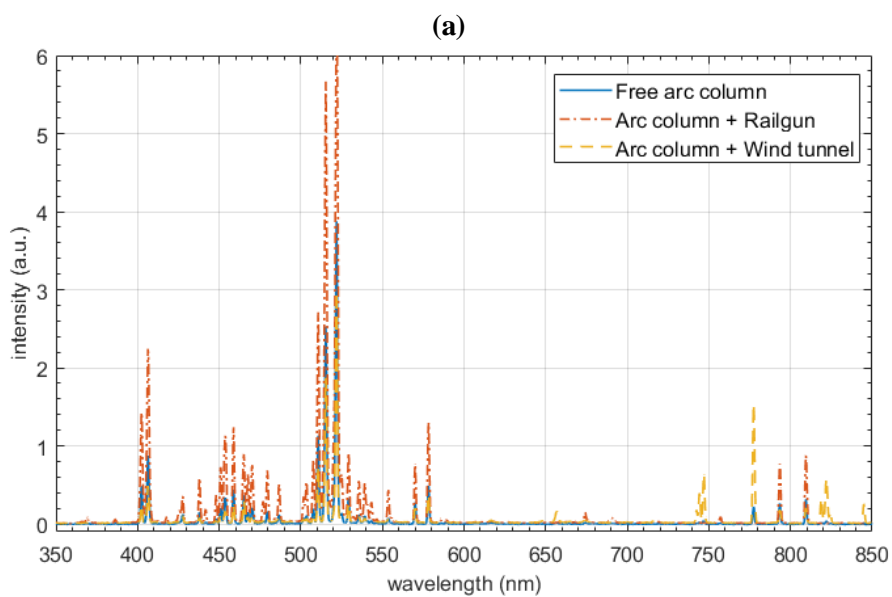 (a)
6
5
4
3
2
1
0
intensity (a.u.)
Free arc column
Arc column + Railgun
Arc column + Wind tunnel
350 400 450 500 550 600 650 700 750 800 850
wavelength (nm)